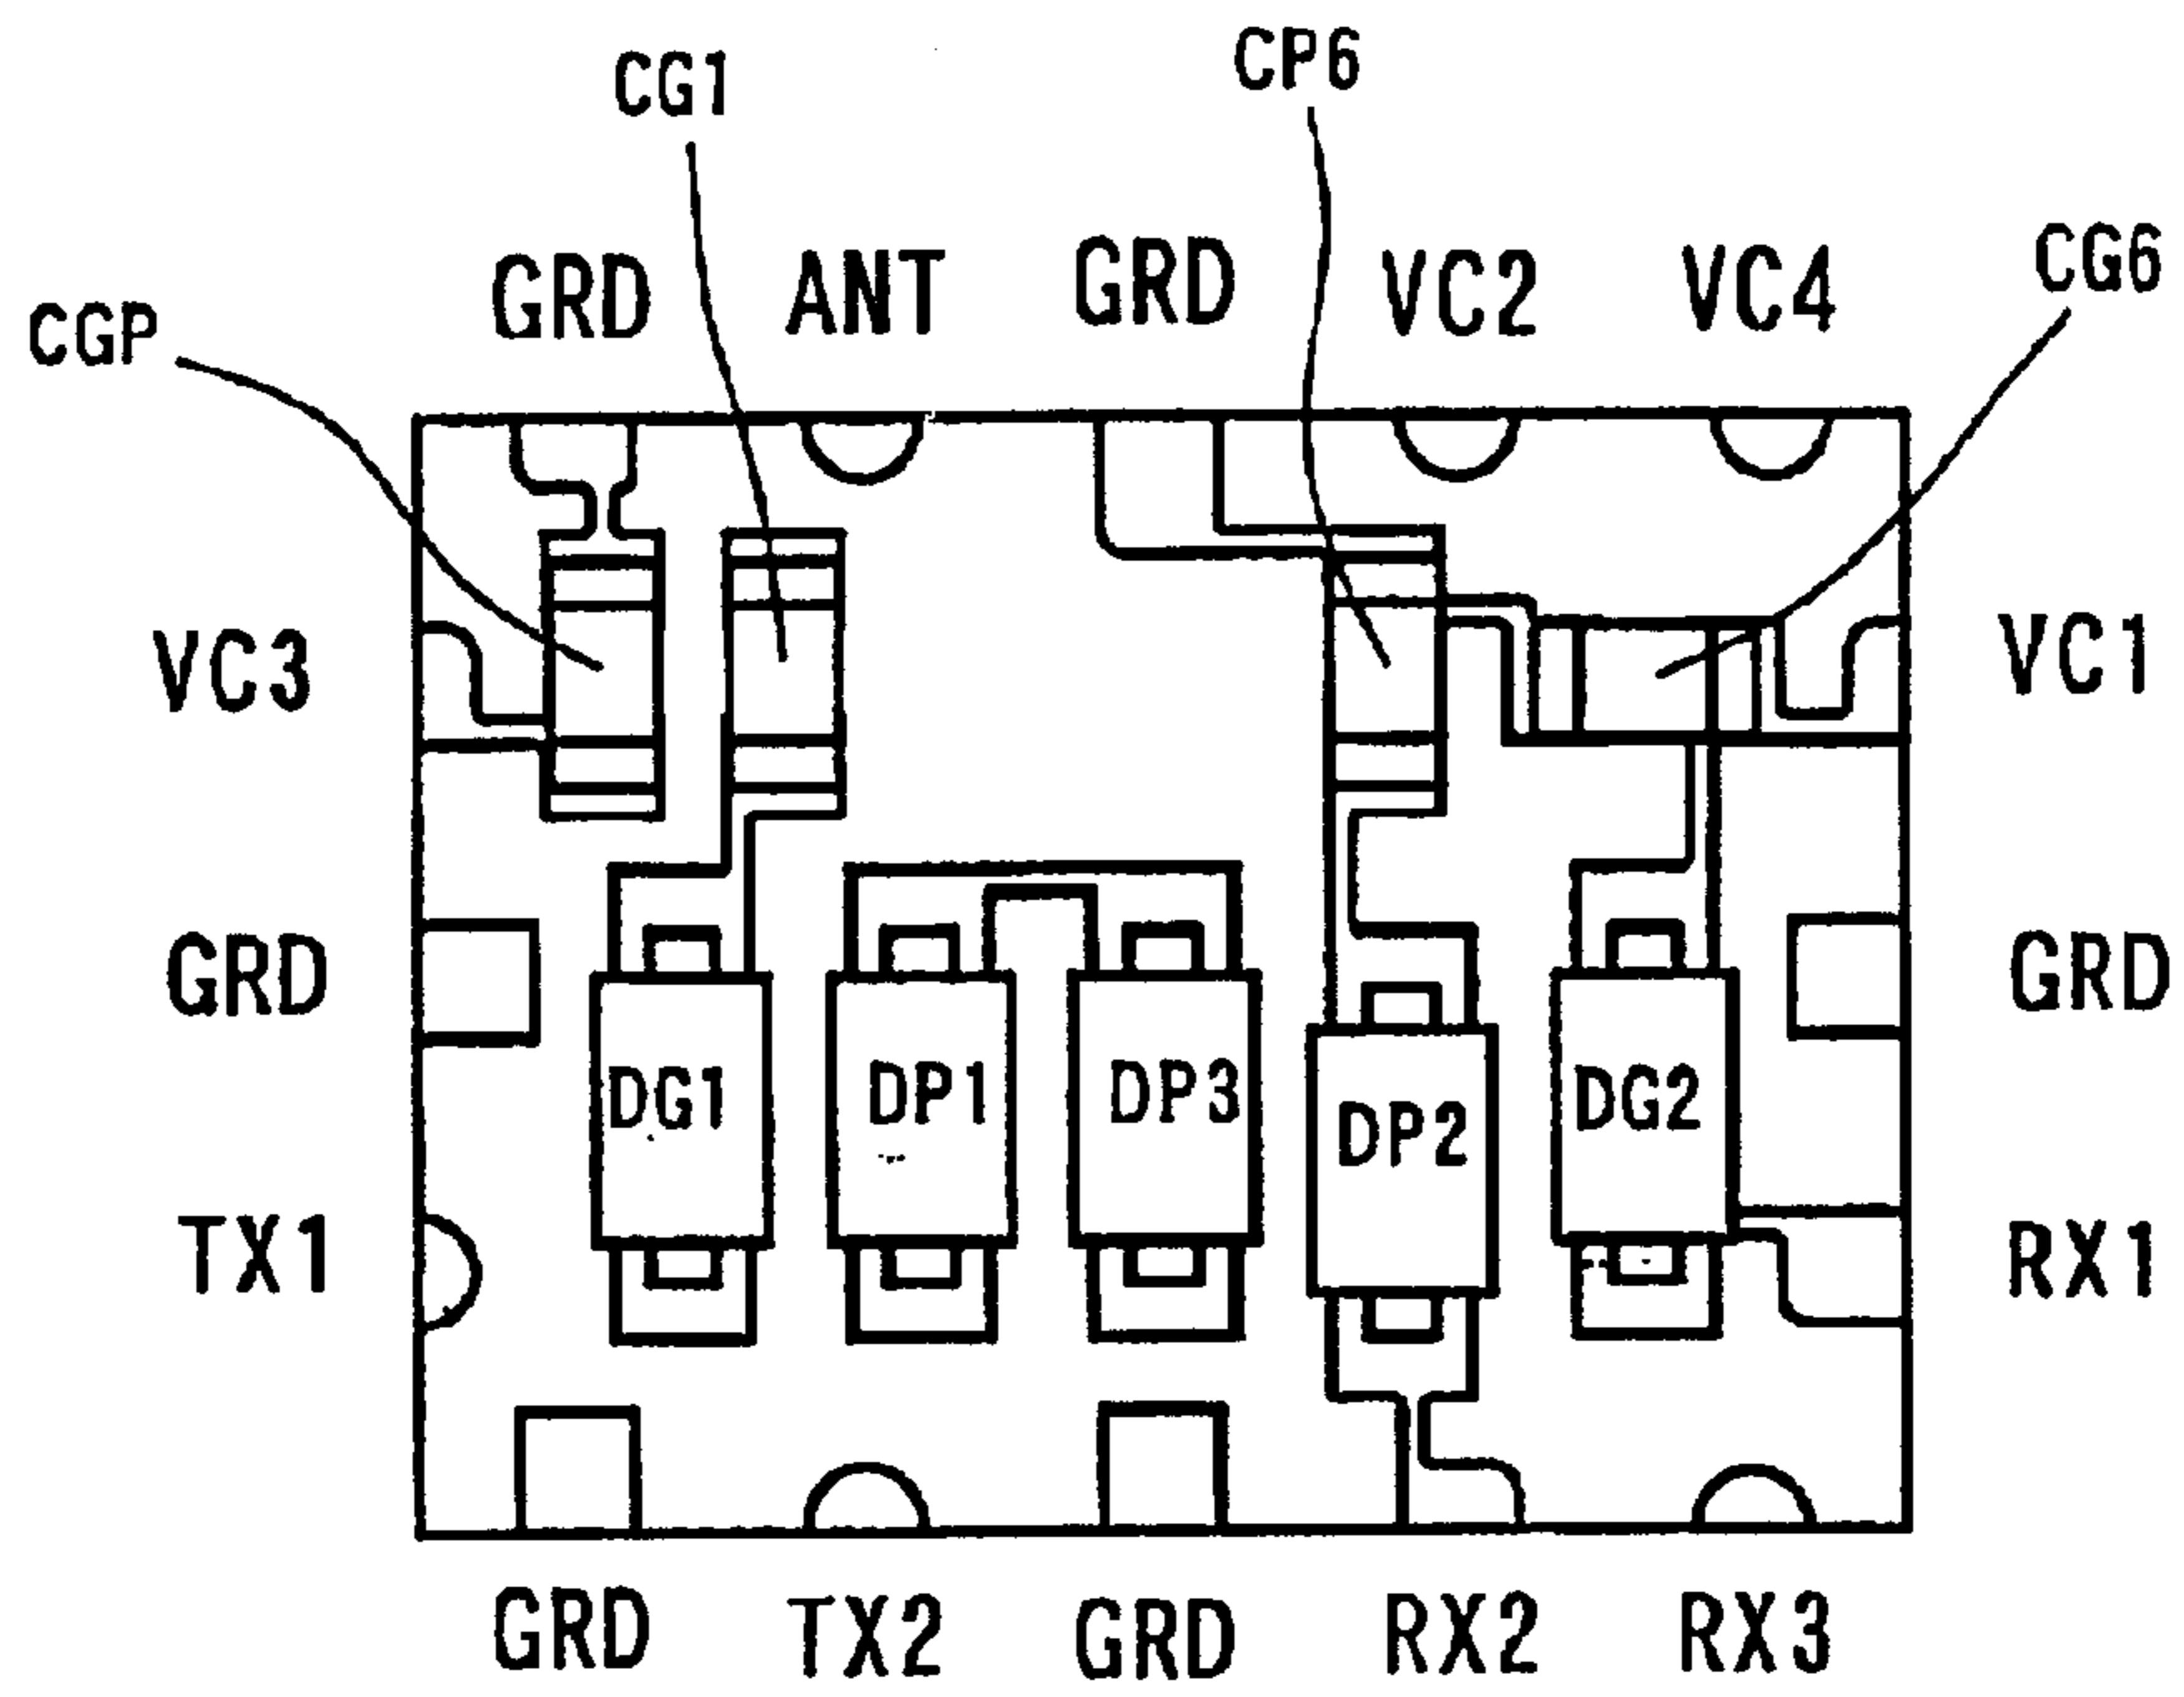 CG1 CP6
CGP GRD ANT GRD VC2 VC4 CG6
VC3 VC1
GRD GRD
DG1 DP1 DP3 DP2 DG2
TX1 RX1
GRD TX2 GRD RX2 RX3